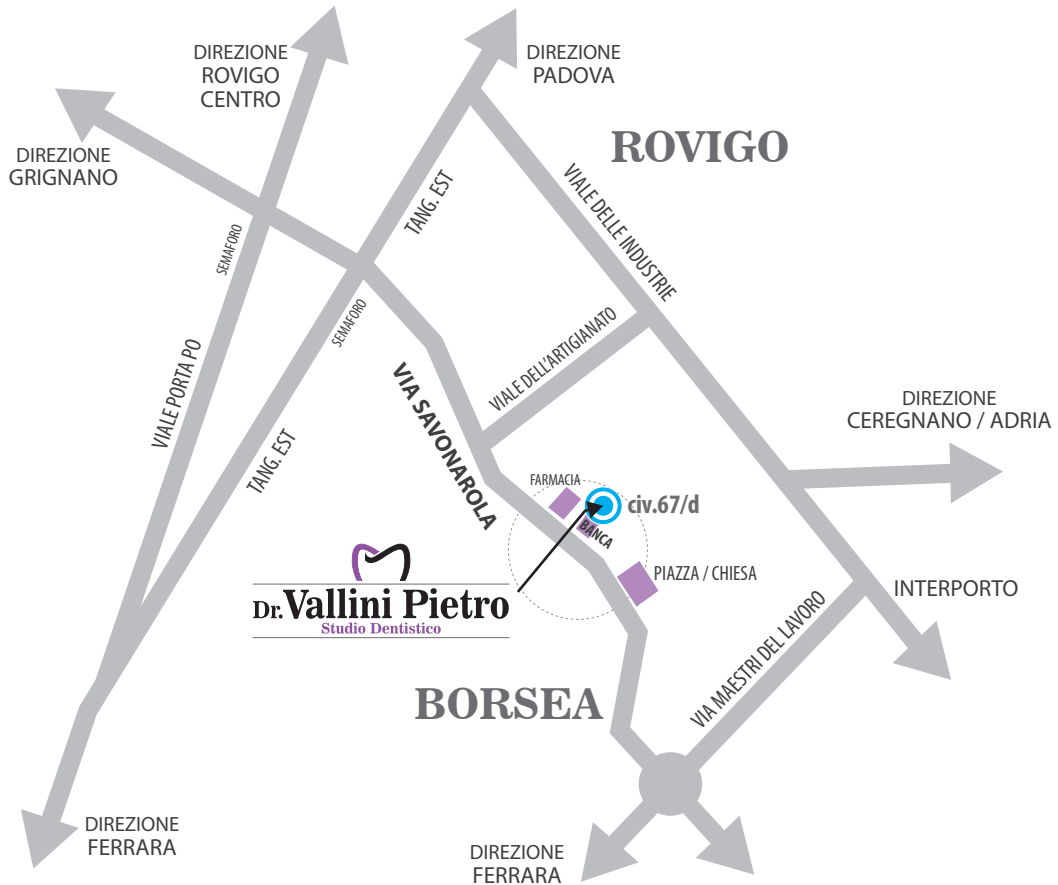 DIREZIONE
ROVIGO
CENTRO
DIREZIONE
PADOVA
DIREZIONE
GRIGNANO
ROVIGO
TANG. EST
VIALE DELLE INDUSTRIE
SEMAFORO
SEMAFORO
VIALE PORTA PO
TANG. EST
VIA SAVONAROLA
VIALE DELL'ARTIGIANATO
DIREZIONE
CEREGNANO / ADRIA
FARMACIA
civ.67/d
BANCA
PIAZZA / CHIESA
INTERPORTO
Dr. Vallini Pietro
Studio Dentistico
VIA MAESTRI DEL LAVORO
BORSEA
DIREZIONE
FERRARA
DIREZIONE
FERRARA